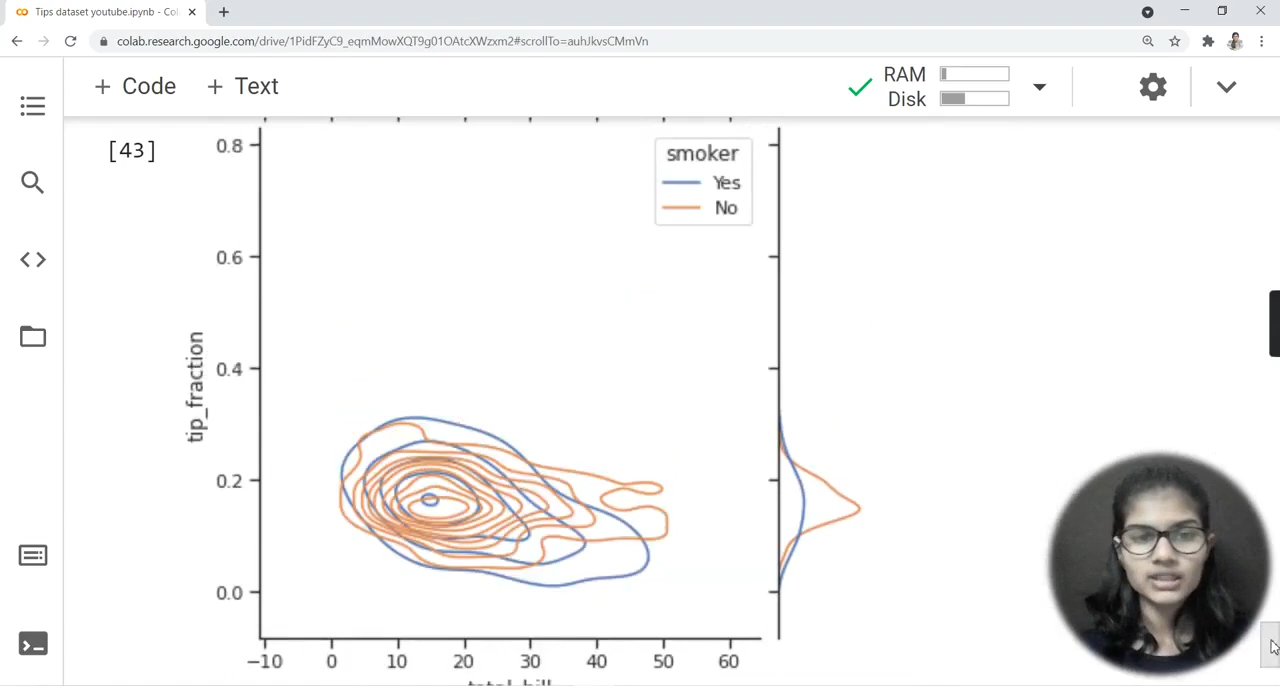 Tips dataset youtube.ipynb - Col
colab.research.google.com/drive/1PidFZyC9_eqmMowXQT9g01OAtcXWzxm2#scrollTo=auhJkvsCMmVn
+ Code + Text
RAM
Disk
[43]
0.8
0.6
0.4
0.2
0.0
tip_fraction
smoker
Yes
No
−10 0 10 20 30 40 50 60
total_bill